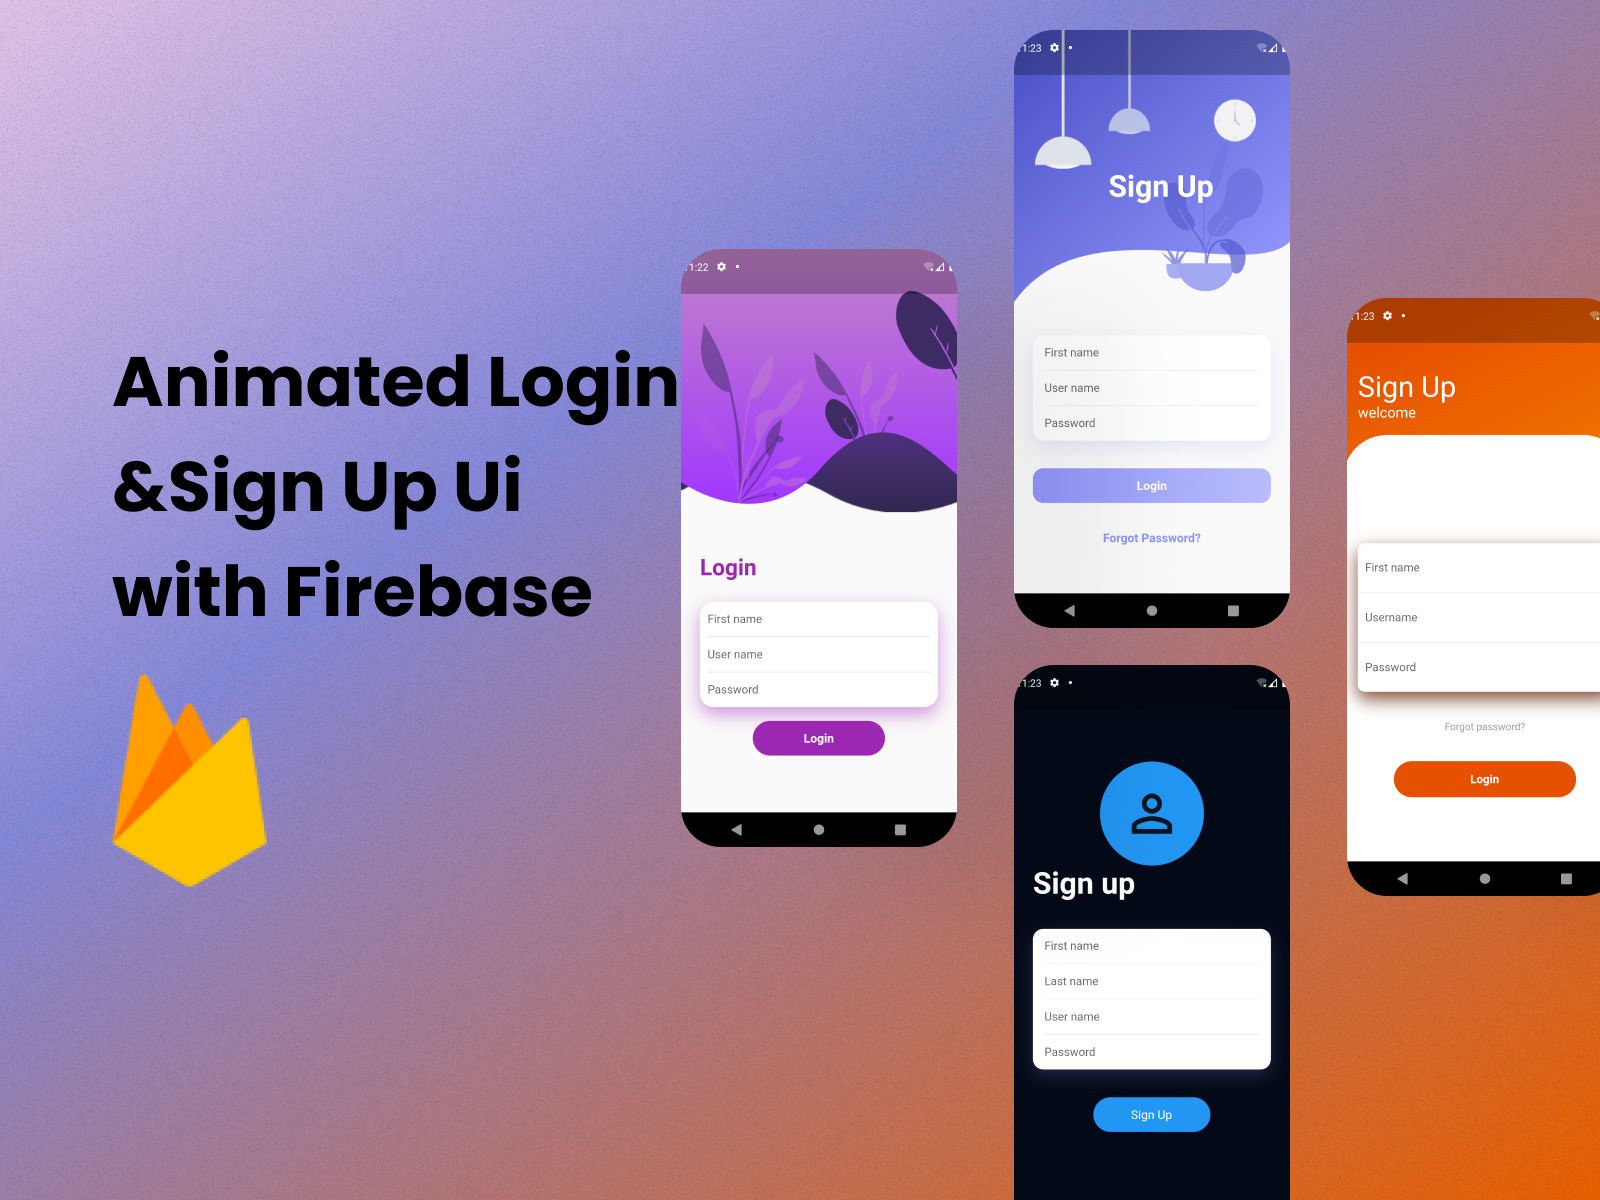 Animated Login
&Sign Up Ui
with Firebase
1:22
Login
First name
User name
Password
Login
1:23
Sign Up
First name
User name
Password
Login
Forgot Password?
1:23
Sign up
First name
Last name
User name
Password
Sign Up
1:23
Sign Up
welcome
First name
Username
Password
Forgot password?
Login